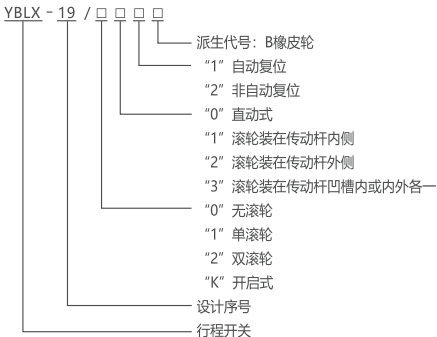 YBLX-19/□□□□
派生代号：B橡皮轮
“1”自动复位
“2”非自动复位
“0”直动式
“1”滚轮装在传动杆内侧
“2”滚轮装在传动杆外侧
“3”滚轮装在传动杆凹槽内或内外各一
“0”无滚轮
“1”单滚轮
“2”双滚轮
“K”开启式
设计序号
行程开关